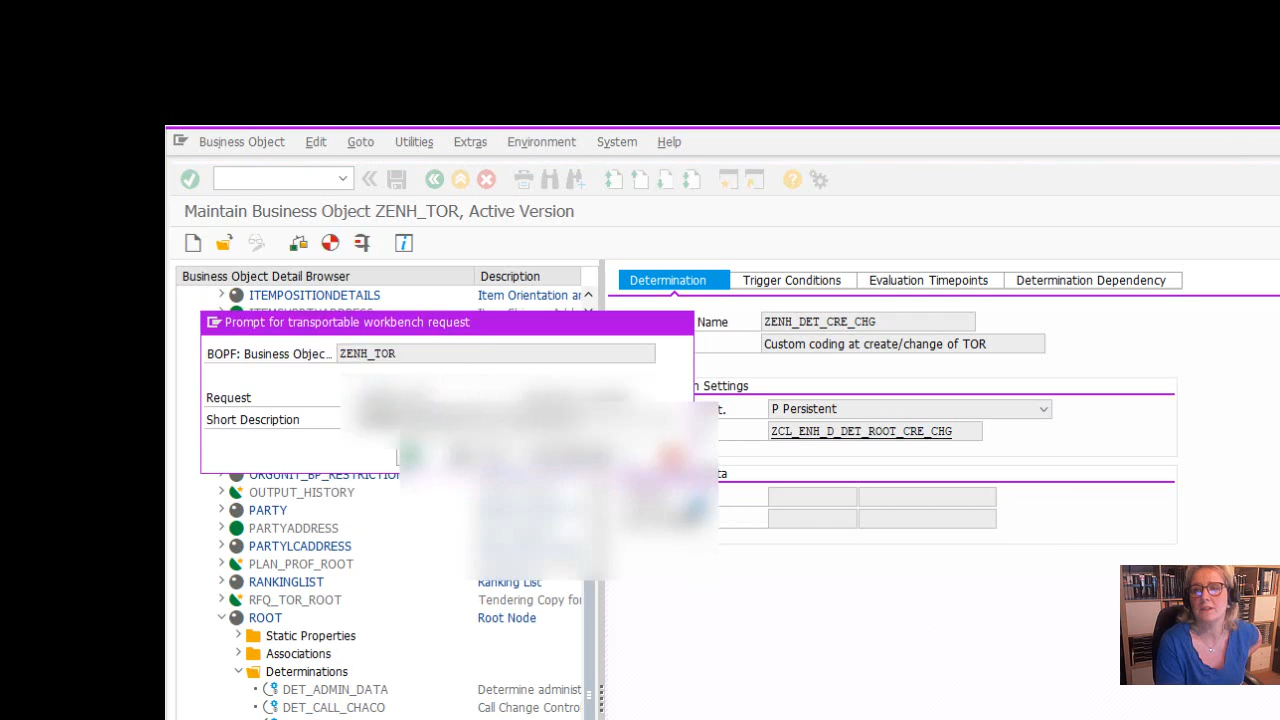 Business Object Edit Goto Utilities Extras Environment System Help
Maintain Business Object ZENH_TOR, Active Version
Business Object Detail Browser Description
ITEMPOSITIONDETAILS Item Orientation ar
Prompt for transportable workbench request
BOPF: Business Objec... ZENH_TOR
Request
Short Description
OUTPUT_HISTORY
PARTY
PARTYADDRESS
PARTYLCADDRESS
PLAN_PROF_ROOT
RANKINGLIST Ranking List
RFQ_TOR_ROOT Tendering Copy for
ROOT Root Node
Static Properties
Associations
Determinations
DET_ADMIN_DATA Determine administ
DET_CALL_CHACO Call Change Contro
Determination Trigger Conditions Evaluation Timepoints Determination Dependency
Name ZENH_DET_CRE_CHG
Custom coding at create/change of TOR
n Settings
t. P Persistent
ZCL_ENH_D_DET_ROOT_CRE_CHG
ta